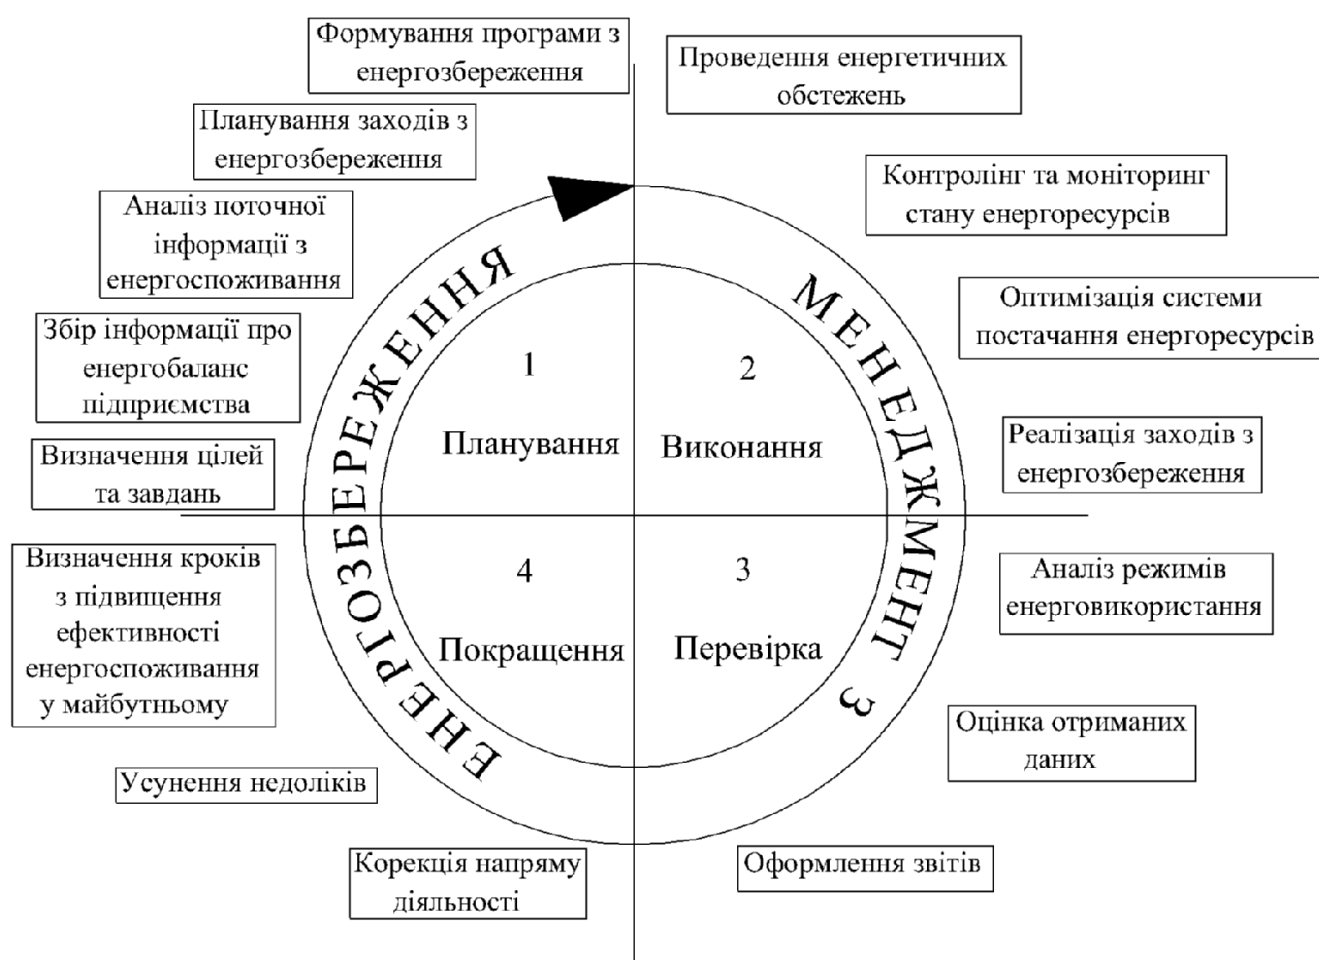 Формування програми з
енергозбереження
Планування заходів з
енергозбереження
Аналіз поточної
інформації з
енергоспоживання
Збір інформації про
енергобаланс
підприємства
Визначення цілей
та завдань
Проведення енергетичних
обстежень
Контролінг та моніторинг
стану енергоресурсів
Оптимізація системи
постачання енергоресурсів
Реалізація заходів з
енергозбереження
Аналіз режимів
енерговикористання
Оцінка отриманих
даних
Оформлення звітів
Визначення кроків
з підвищення
ефективності
енергоспоживання
у майбутньому
Усунення недоліків
Корекція напряму
діяльності
МЕНЕДЖМЕНТ З
ЕНЕРГОЗБЕРЕЖЕННЯ
1
Планування
2
Виконання
3
Перевірка
4
Покращення